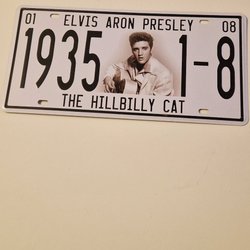 01 ELVIS ARON PRESLEY 08
1935 1-8
THE HILLBILLY CAT